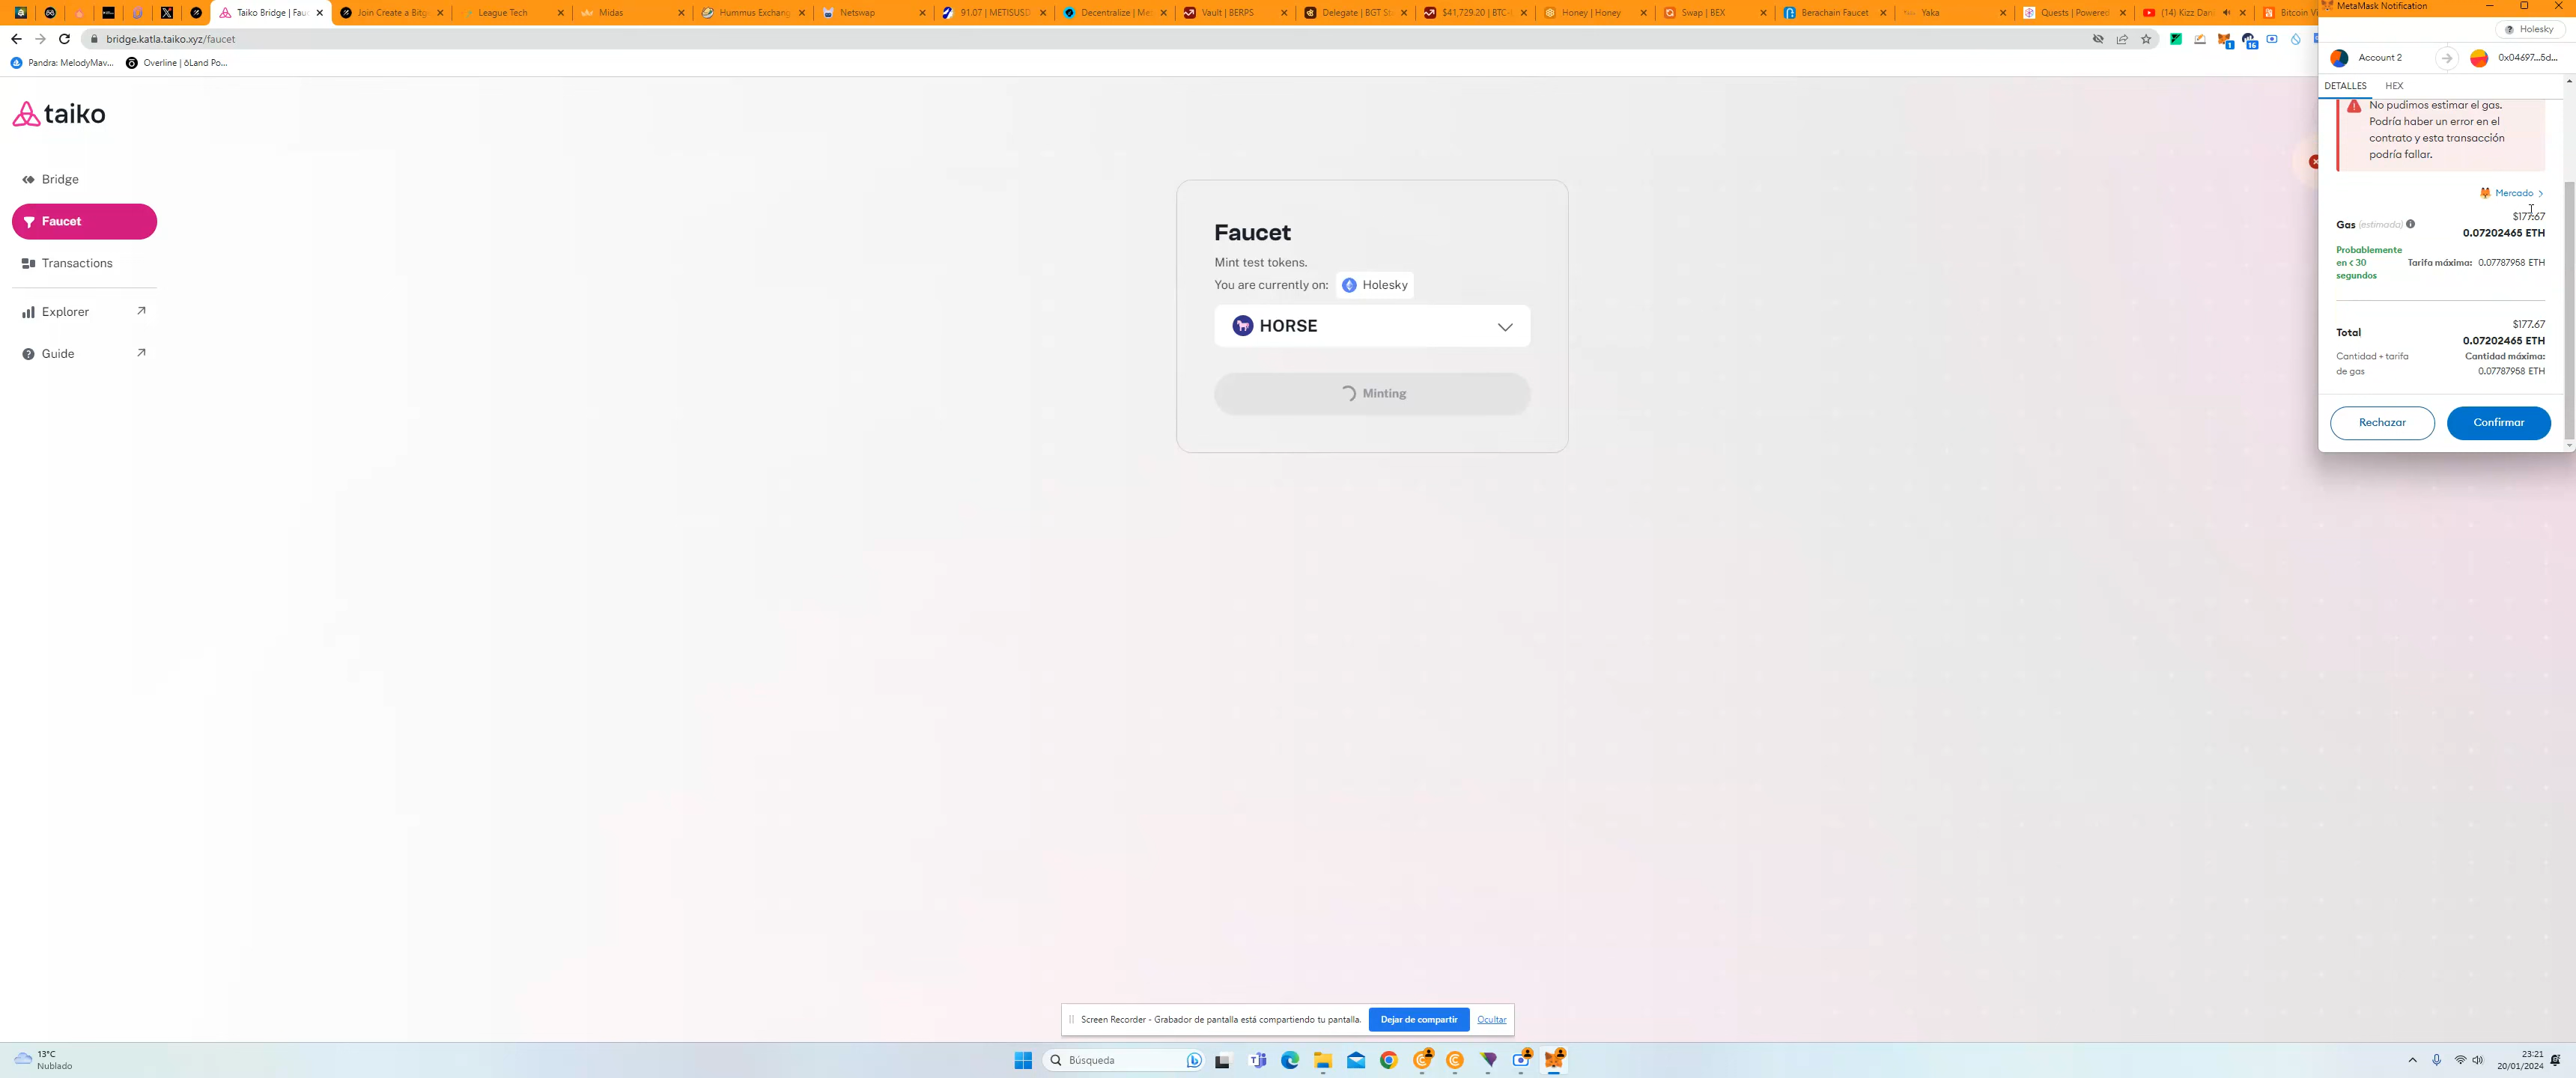 Taiko Bridge | Fau
Join Create a Bitg
League Tech
Midas
Hummus Exchang
Netswap
91.07 | METISUSD
Decentralize | Me
Vault | BERPS
Delegate | BGT St
$41,729.20 | BTC-
Honey | Honey
Swap | BEX
Berachain Faucet
Yaka
Quests | Powered
(14) Kizz Dani
Bitcoin Vi
bridge.katla.taiko.xyz/faucet
1
16
Pandra: MelodyMav...
Overline | ōLand Po...
taiko
Bridge
Faucet
Transactions
Explorer
Guide
Faucet
Mint test tokens.
You are currently on: Holesky
HORSE
Minting
MetaMask Notification
Holesky
Account 2
0x04697...5d...
DETALLES HEX
No pudimos estimar el gas.
Podría haber un error en el
contrato y esta transacción
podría fallar.
Mercado
$177.67
Gas (estimada)
0.07202465 ETH
Probablemente
en < 30
segundos
Tarifa máxima: 0.07787958 ETH
$177.67
Total
0.07202465 ETH
Cantidad + tarifa
de gas
Cantidad máxima:
0.07787958 ETH
Rechazar Confirmar
Screen Recorder - Grabador de pantalla está compartiendo tu pantalla. Dejar de compartir Ocultar
13°C
Nublado
Búsqueda
23:21
20/01/2024